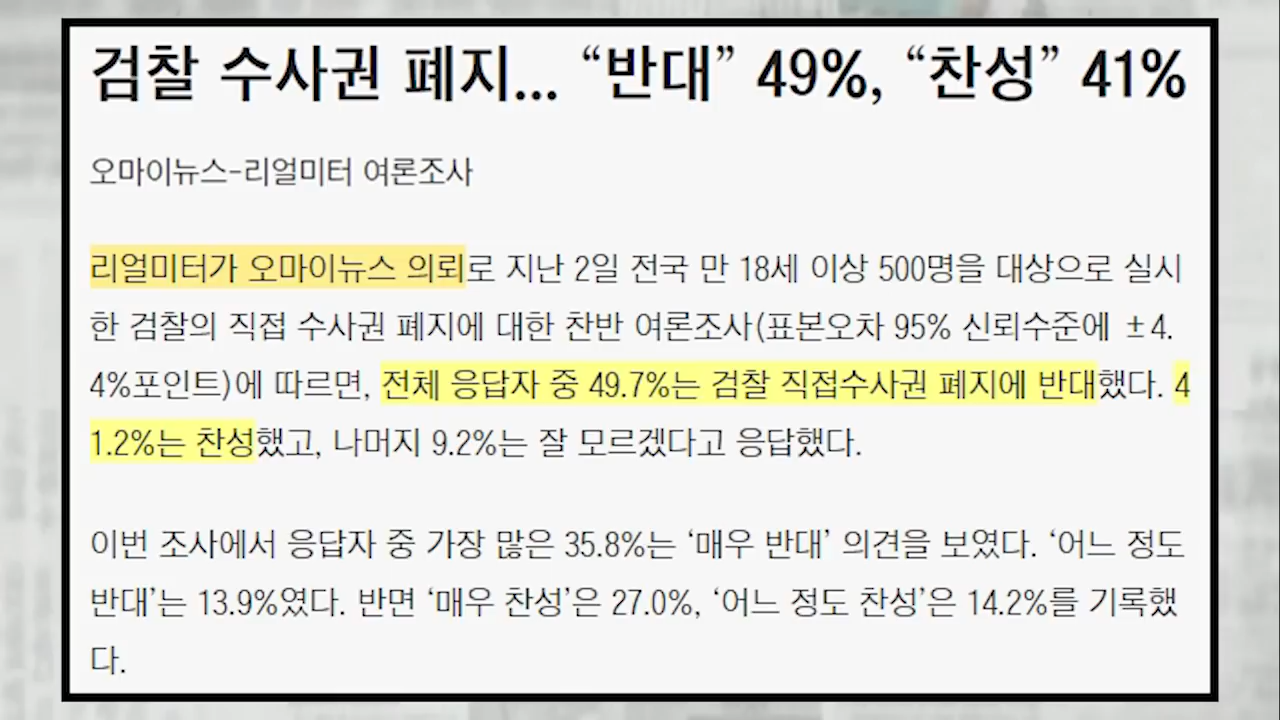 검찰 수사권 폐지... “반대” 49%, “찬성” 41%
오마이뉴스-리얼미터 여론조사
리얼미터가 오마이뉴스 의뢰로 지난 2일 전국 만 18세 이상 500명을 대상으로 실시
한 검찰의 직접 수사권 폐지에 대한 찬반 여론조사(표본오차 95% 신뢰수준에 ±4.
4%포인트)에 따르면, 전체 응답자 중 49.7%는 검찰 직접수사권 폐지에 반대했다. 4
1.2%는 찬성했고, 나머지 9.2%는 잘 모르겠다고 응답했다.
이번 조사에서 응답자 중 가장 많은 35.8%는 ‘매우 반대’ 의견을 보였다. ‘어느 정도
반대’는 13.9%였다. 반면 ‘매우 찬성’은 27.0%, ‘어느 정도 찬성’은 14.2%를 기록했
다.